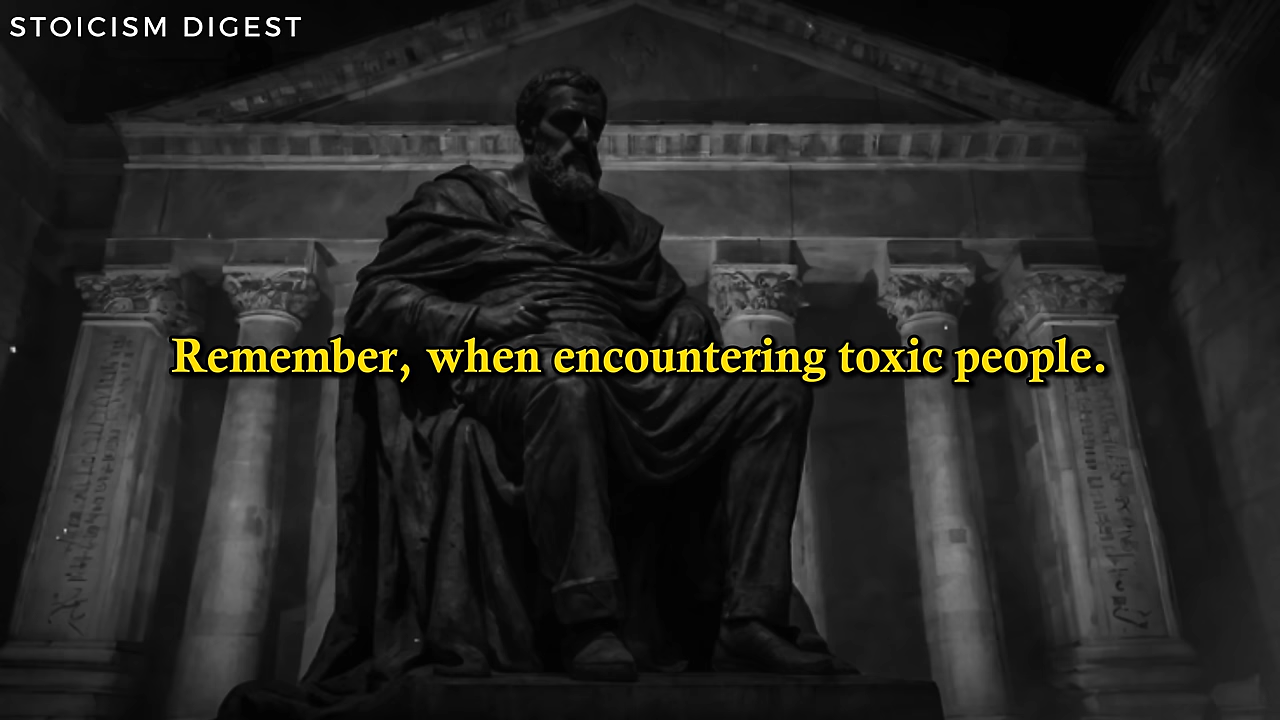 STOICISM DIGEST
Remember, when encountering toxic people.